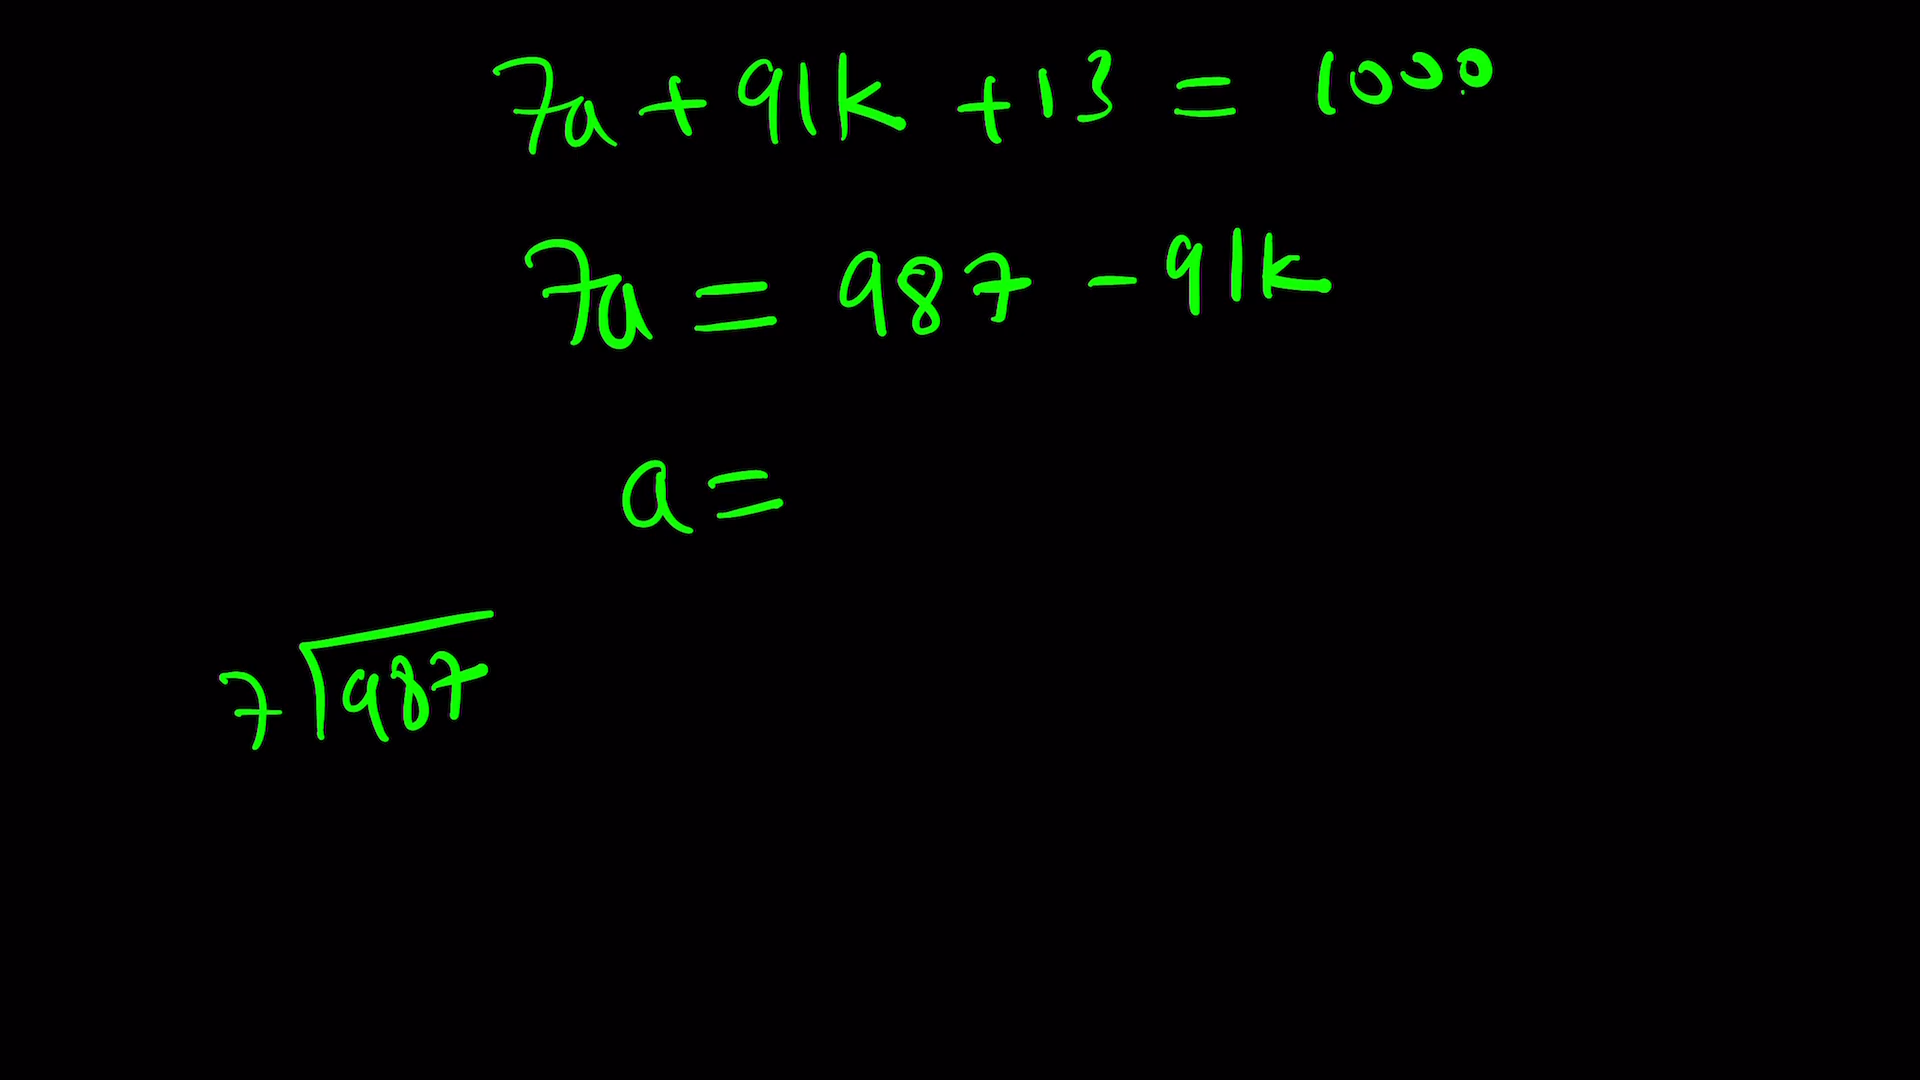 7a + 91k + 13 = 1000
7a = 987 - 91k
a =
7 987